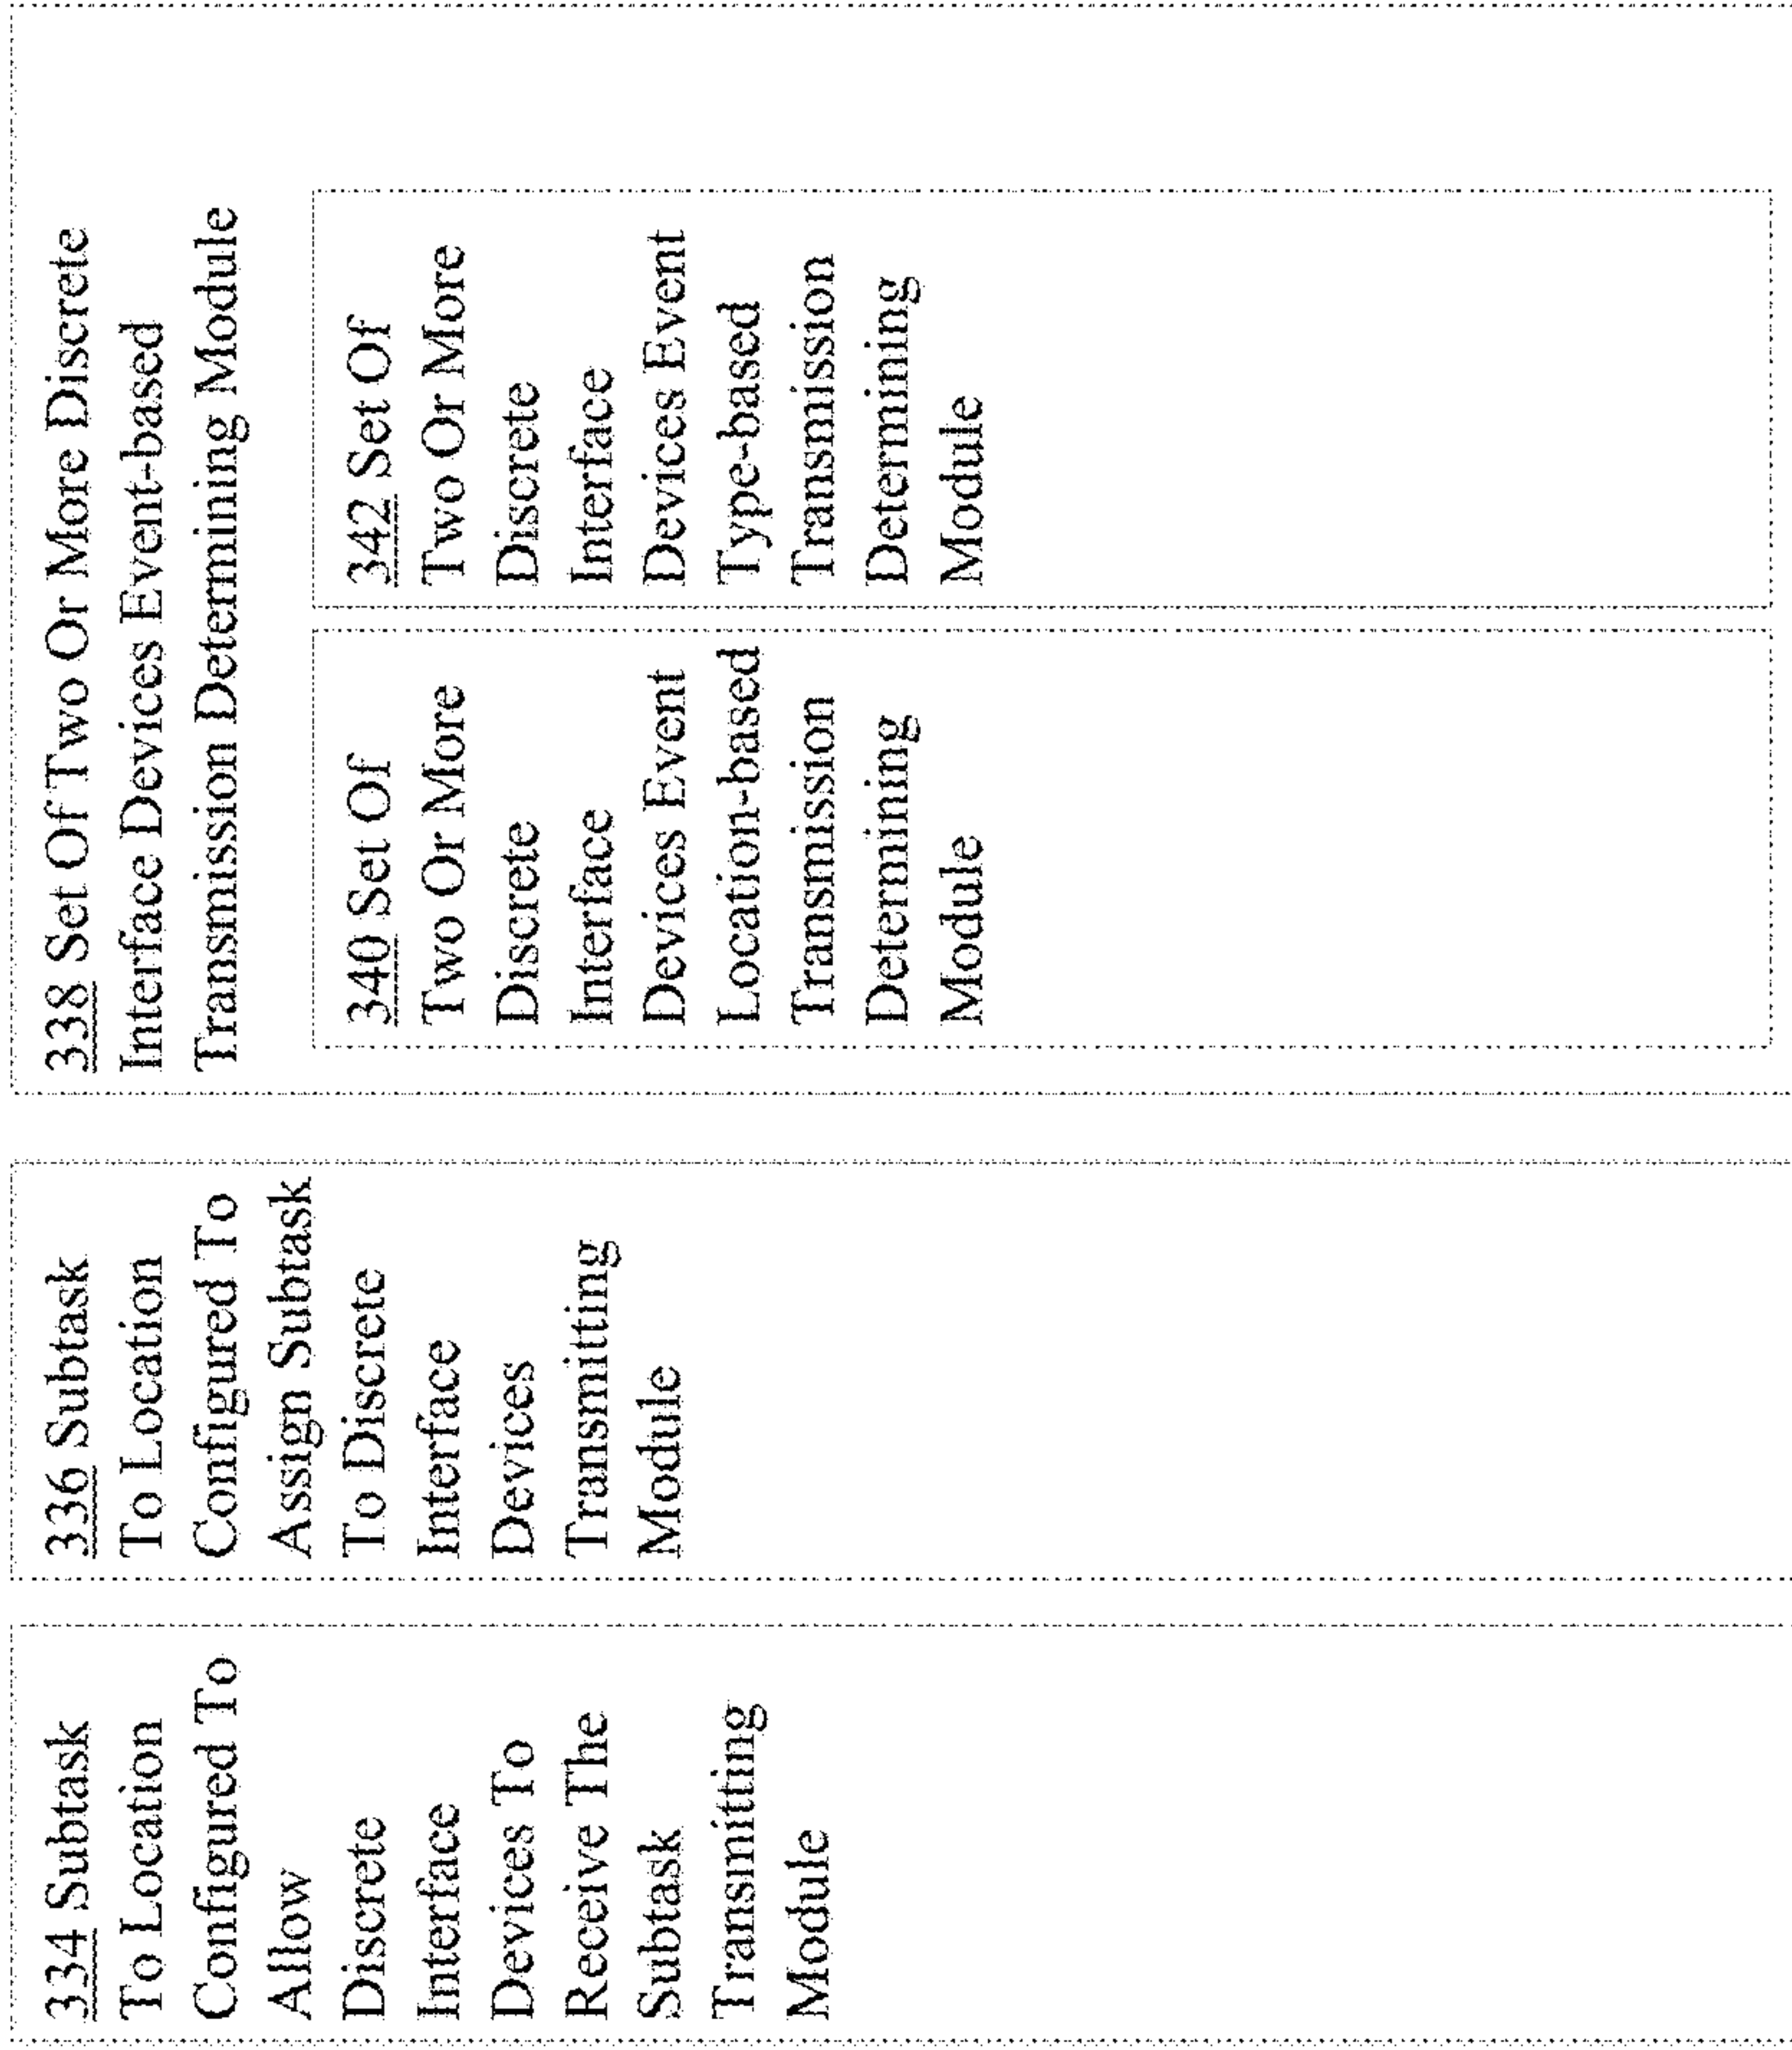 334 Subtask
To Location
Configured To
Allow
Discrete
Interface
Devices To
Receive The
Subtask
Transmitting
Module
336 Subtask
To Location
Configured To
Assign Subtask
To Discrete
Interface
Devices
Transmitting
Module
338 Set Of Two Or More Discrete
Interface Devices Event-based
Transmission Determining Module
340 Set Of
Two Or More
Discrete
Interface
Devices Event
Location-based
Transmission
Determining
Module
342 Set Of
Two Or More
Discrete
Interface
Devices Event
Type-based
Transmission
Determining
Module